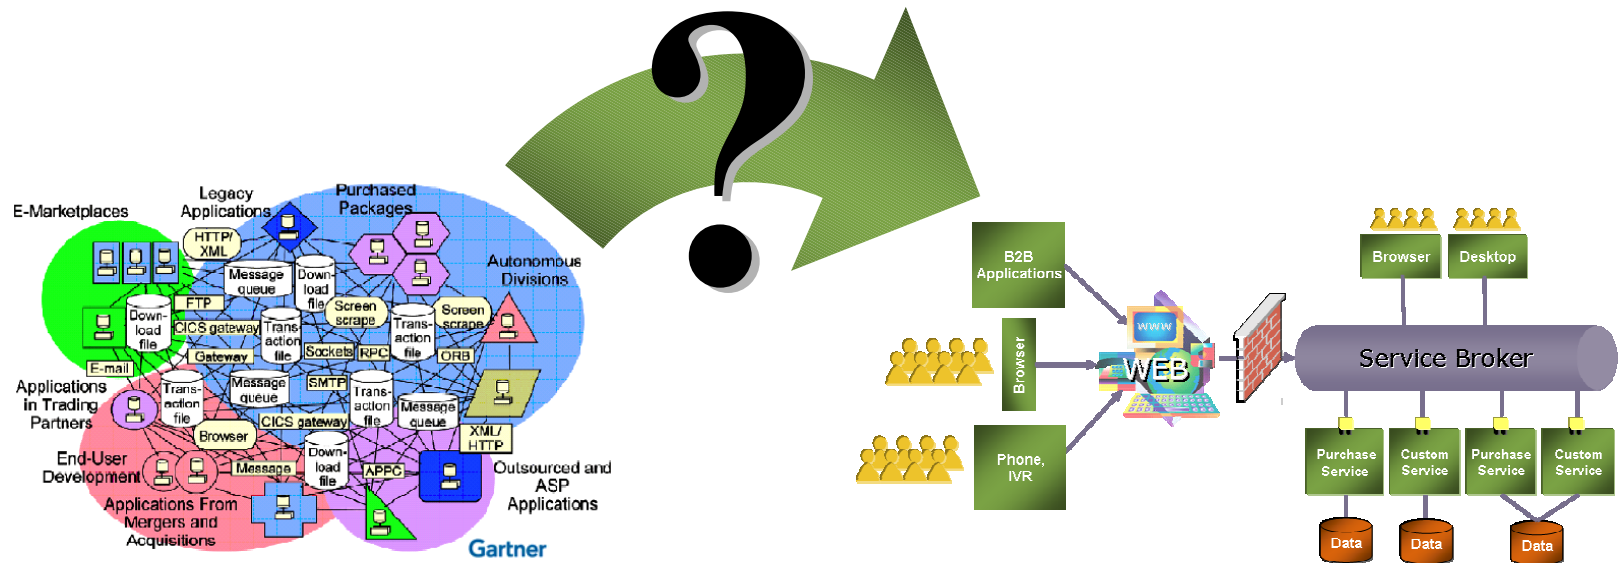 ?
Legacy
Applications
Purchased
Packages
E-Marketplaces
HTTP/
XML
Autonomous
Divisions
Message
queue
Down-
load
file
Screen
scrape
Screen
scrape
FTP
Down-
load
file
CICS gateway
Trans-
action
file
Trans-
action
file
Gateway
Sockets
RPC
ORB
E-mail
Applications
in Trading
Partners
Trans-
action
file
Message
queue
SMTP
Trans-
action
file
Message
queue
CICS gateway
Browser
XML/
HTTP
End-User
Development
Message
Down-
load
file
APPC
Outsourced and
ASP
Applications
Applications From
Mergers and
Acquisitions
Gartner
B2B
Applications
Browser
Phone,
IVR
WWW
WEB
Browser
Desktop
Service Broker
Purchase
Service
Custom
Service
Purchase
Service
Custom
Service
Data
Data
Data